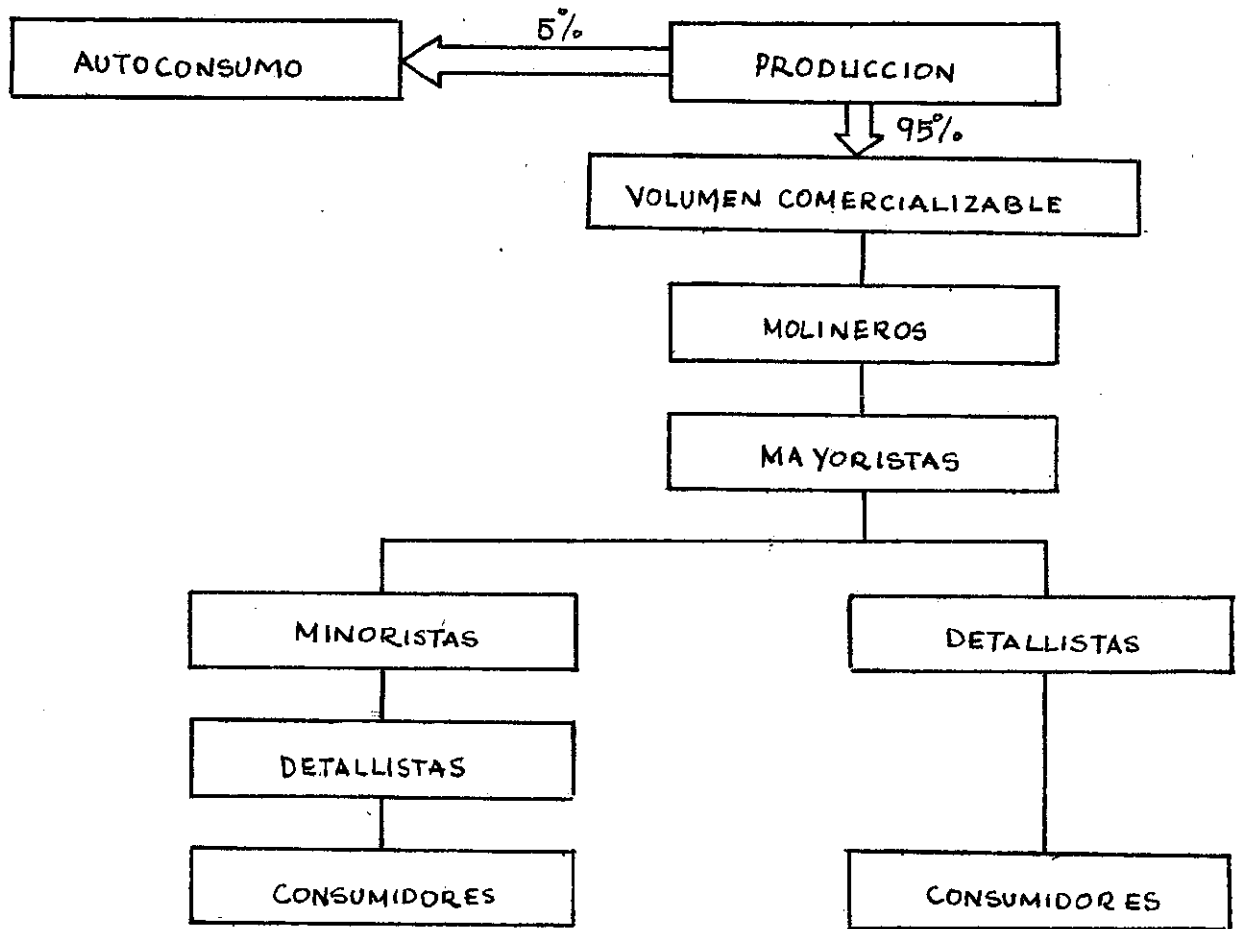 5%
AUTOCONSUMO
PRODUCCION
95%
VOLUMEN COMERCIALIZABLE
MOLINEROS
MAYORISTAS
MINORISTAS
DETALLISTAS
DETALLISTAS
CONSUMIDORES
CONSUMIDORES